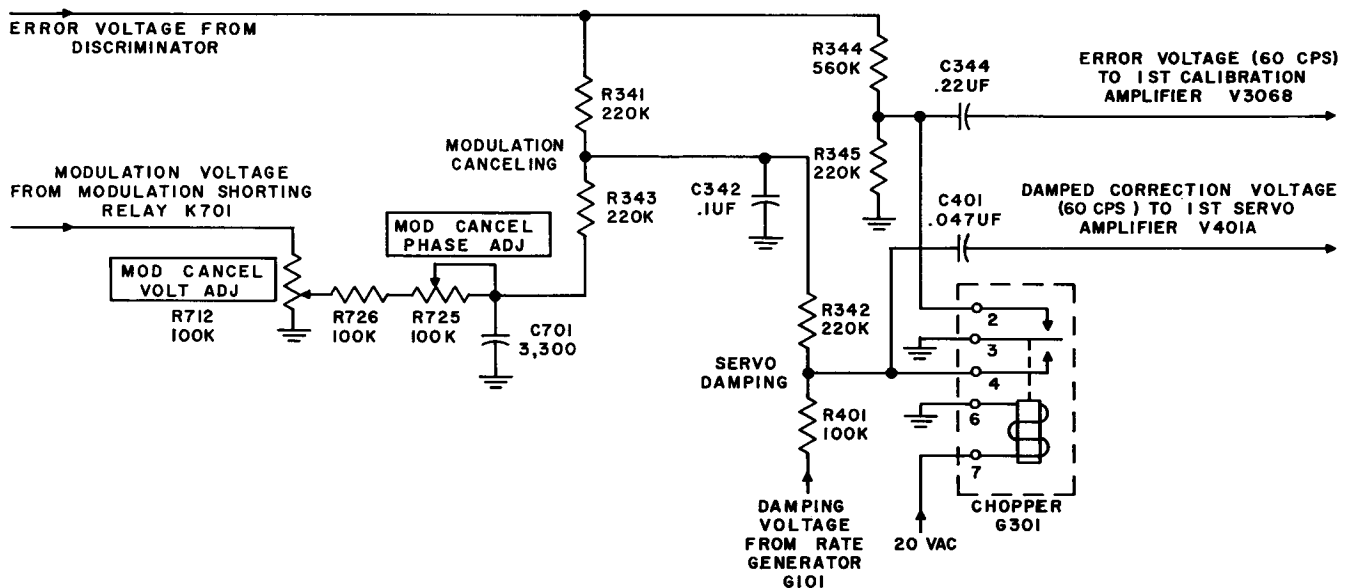 ERROR VOLTAGE FROM
DISCRIMINATOR
R341
220K
R344
560K
C344
.22UF
ERROR VOLTAGE (60 CPS)
TO 1ST CALIBRATION
AMPLIFIER V306B
MODULATION
CANCELING
R345
220K
MODULATION VOLTAGE
FROM MODULATION SHORTING
RELAY K701
R343
220K
C342
.1UF
C401
.047UF
DAMPED CORRECTION VOLTAGE
(60 CPS) TO 1ST SERVO
AMPLIFIER V401A
MOD CANCEL
PHASE ADJ
MOD CANCEL
VOLT ADJ
R712
100K
R726
100K
R725
100K
C701
3,300
R342
220K
SERVO
DAMPING
R401
100K
2
3
4
6
7
CHOPPER
G301
DAMPING
VOLTAGE
FROM RATE
GENERATOR
G101
20 VAC